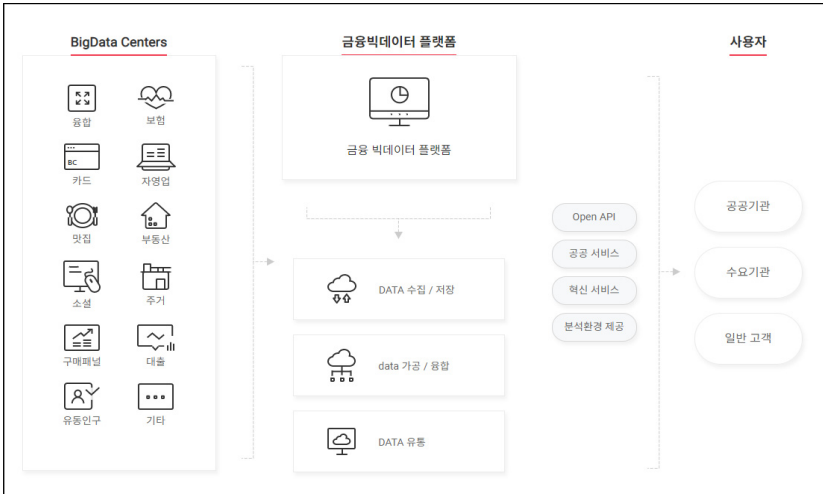 BigData Centers
융합
보험
BC
카드
자영업
맛집
부동산
소셜
주거
구매패널
대출
유동인구
기타
금융빅데이터 플랫폼
금융 빅데이터 플랫폼
DATA 수집 / 저장
data 가공 / 융합
DATA 유통
Open API
공공 서비스
혁신 서비스
분석환경 제공
사용자
공공기관
수요기관
일반 고객